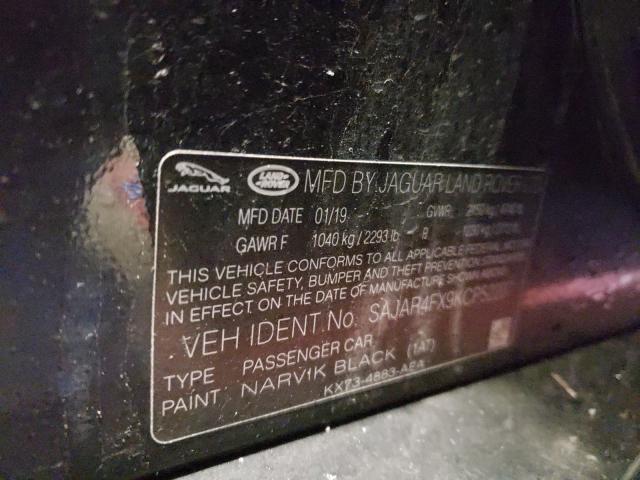 JAGUAR LAND-ROVER MFD BY JAGUAR LAND ROVER
MFD DATE 01/19 GVWR
GAWR F 1040 kg / 2293 lb
THIS VEHICLE CONFORMS TO ALL APPLICABLE FEDERAL MOTOR
VEHICLE SAFETY, BUMPER AND THEFT PREVENTION
IN EFFECT ON THE DATE OF MANUFACTURE SHOWN
VEH IDENT. No. SAJAR4FX9KCP5
TYPE PASSENGER CAR
PAINT NARVIK BLACK (1AT)
KX73-4883-AEA